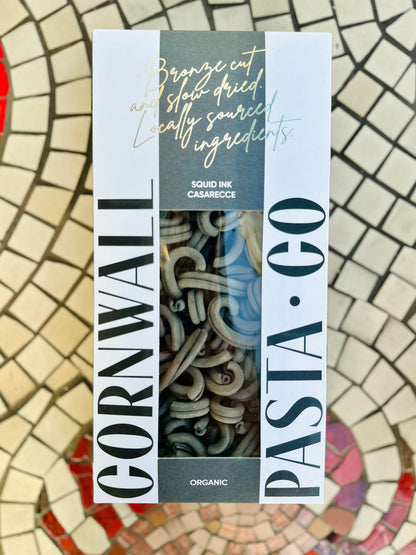 Bronze cut
and slow dried.
Locally sourced
ingredients.
SQUID INK
CASARECCE
CORNWALL
PASTA • CO
ORGANIC